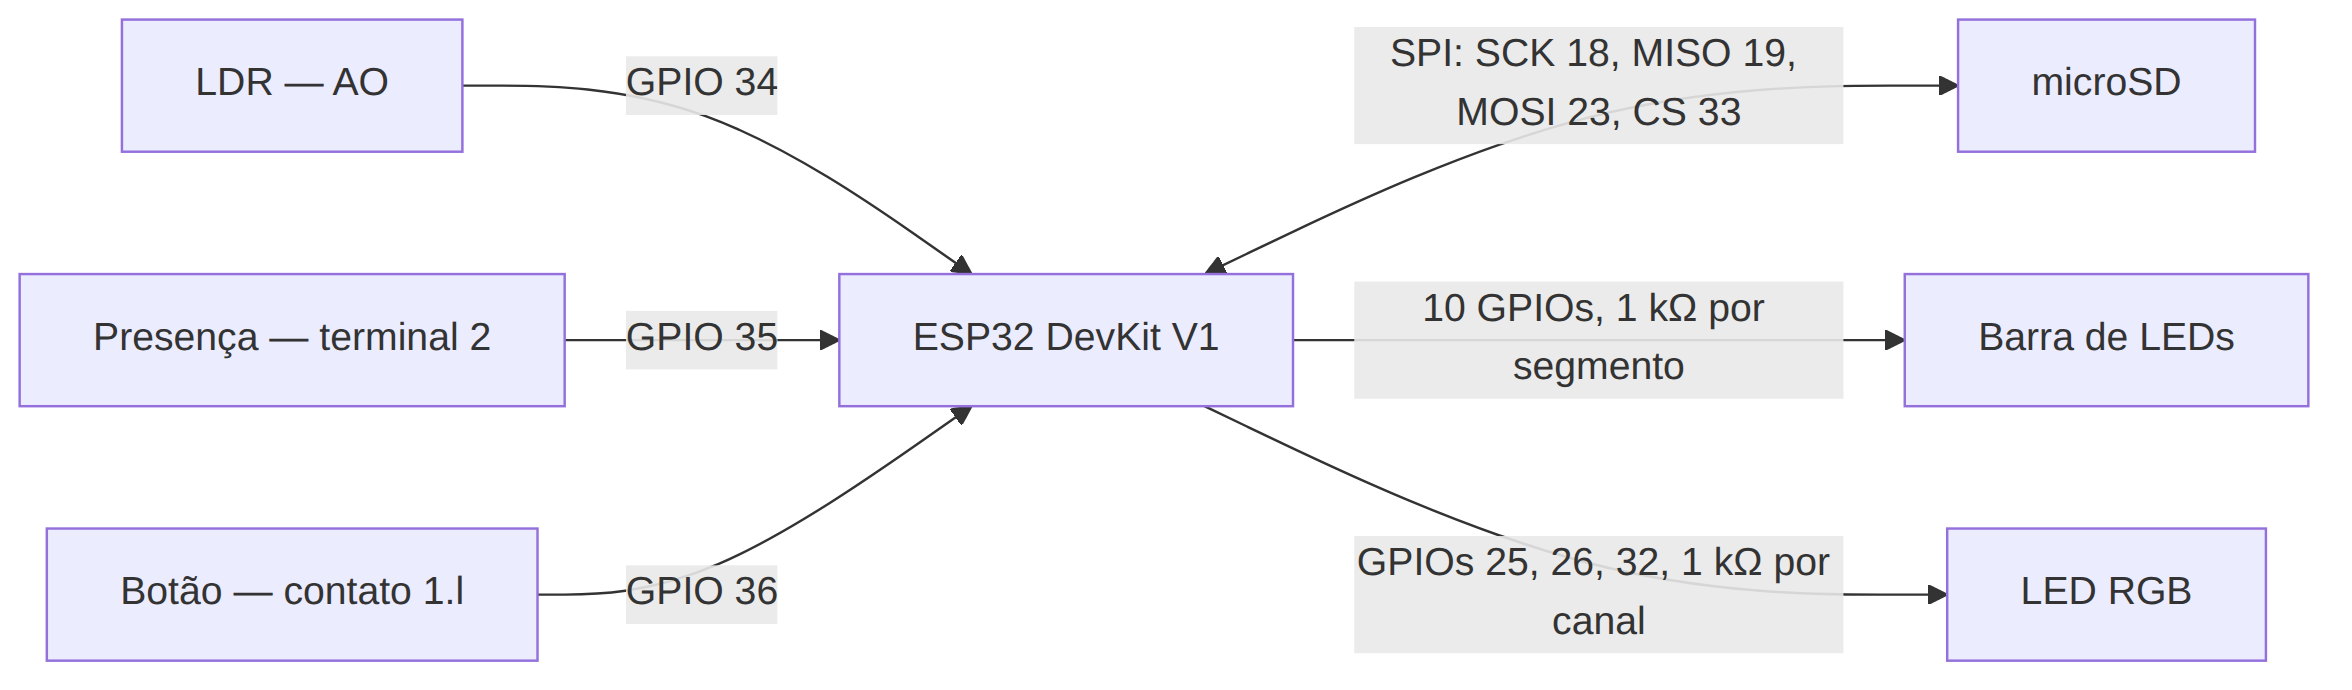 LDR — AO
GPIO 34
SPI: SCK 18, MISO 19,
MOSI 23, CS 33
microSD
Presença — terminal 2
GPIO 35
ESP32 DevKit V1
10 GPIOs, 1 kΩ por
segmento
Barra de LEDs
Botão — contato 1.l
GPIO 36
GPIOs 25, 26, 32, 1 kΩ por
canal
LED RGB